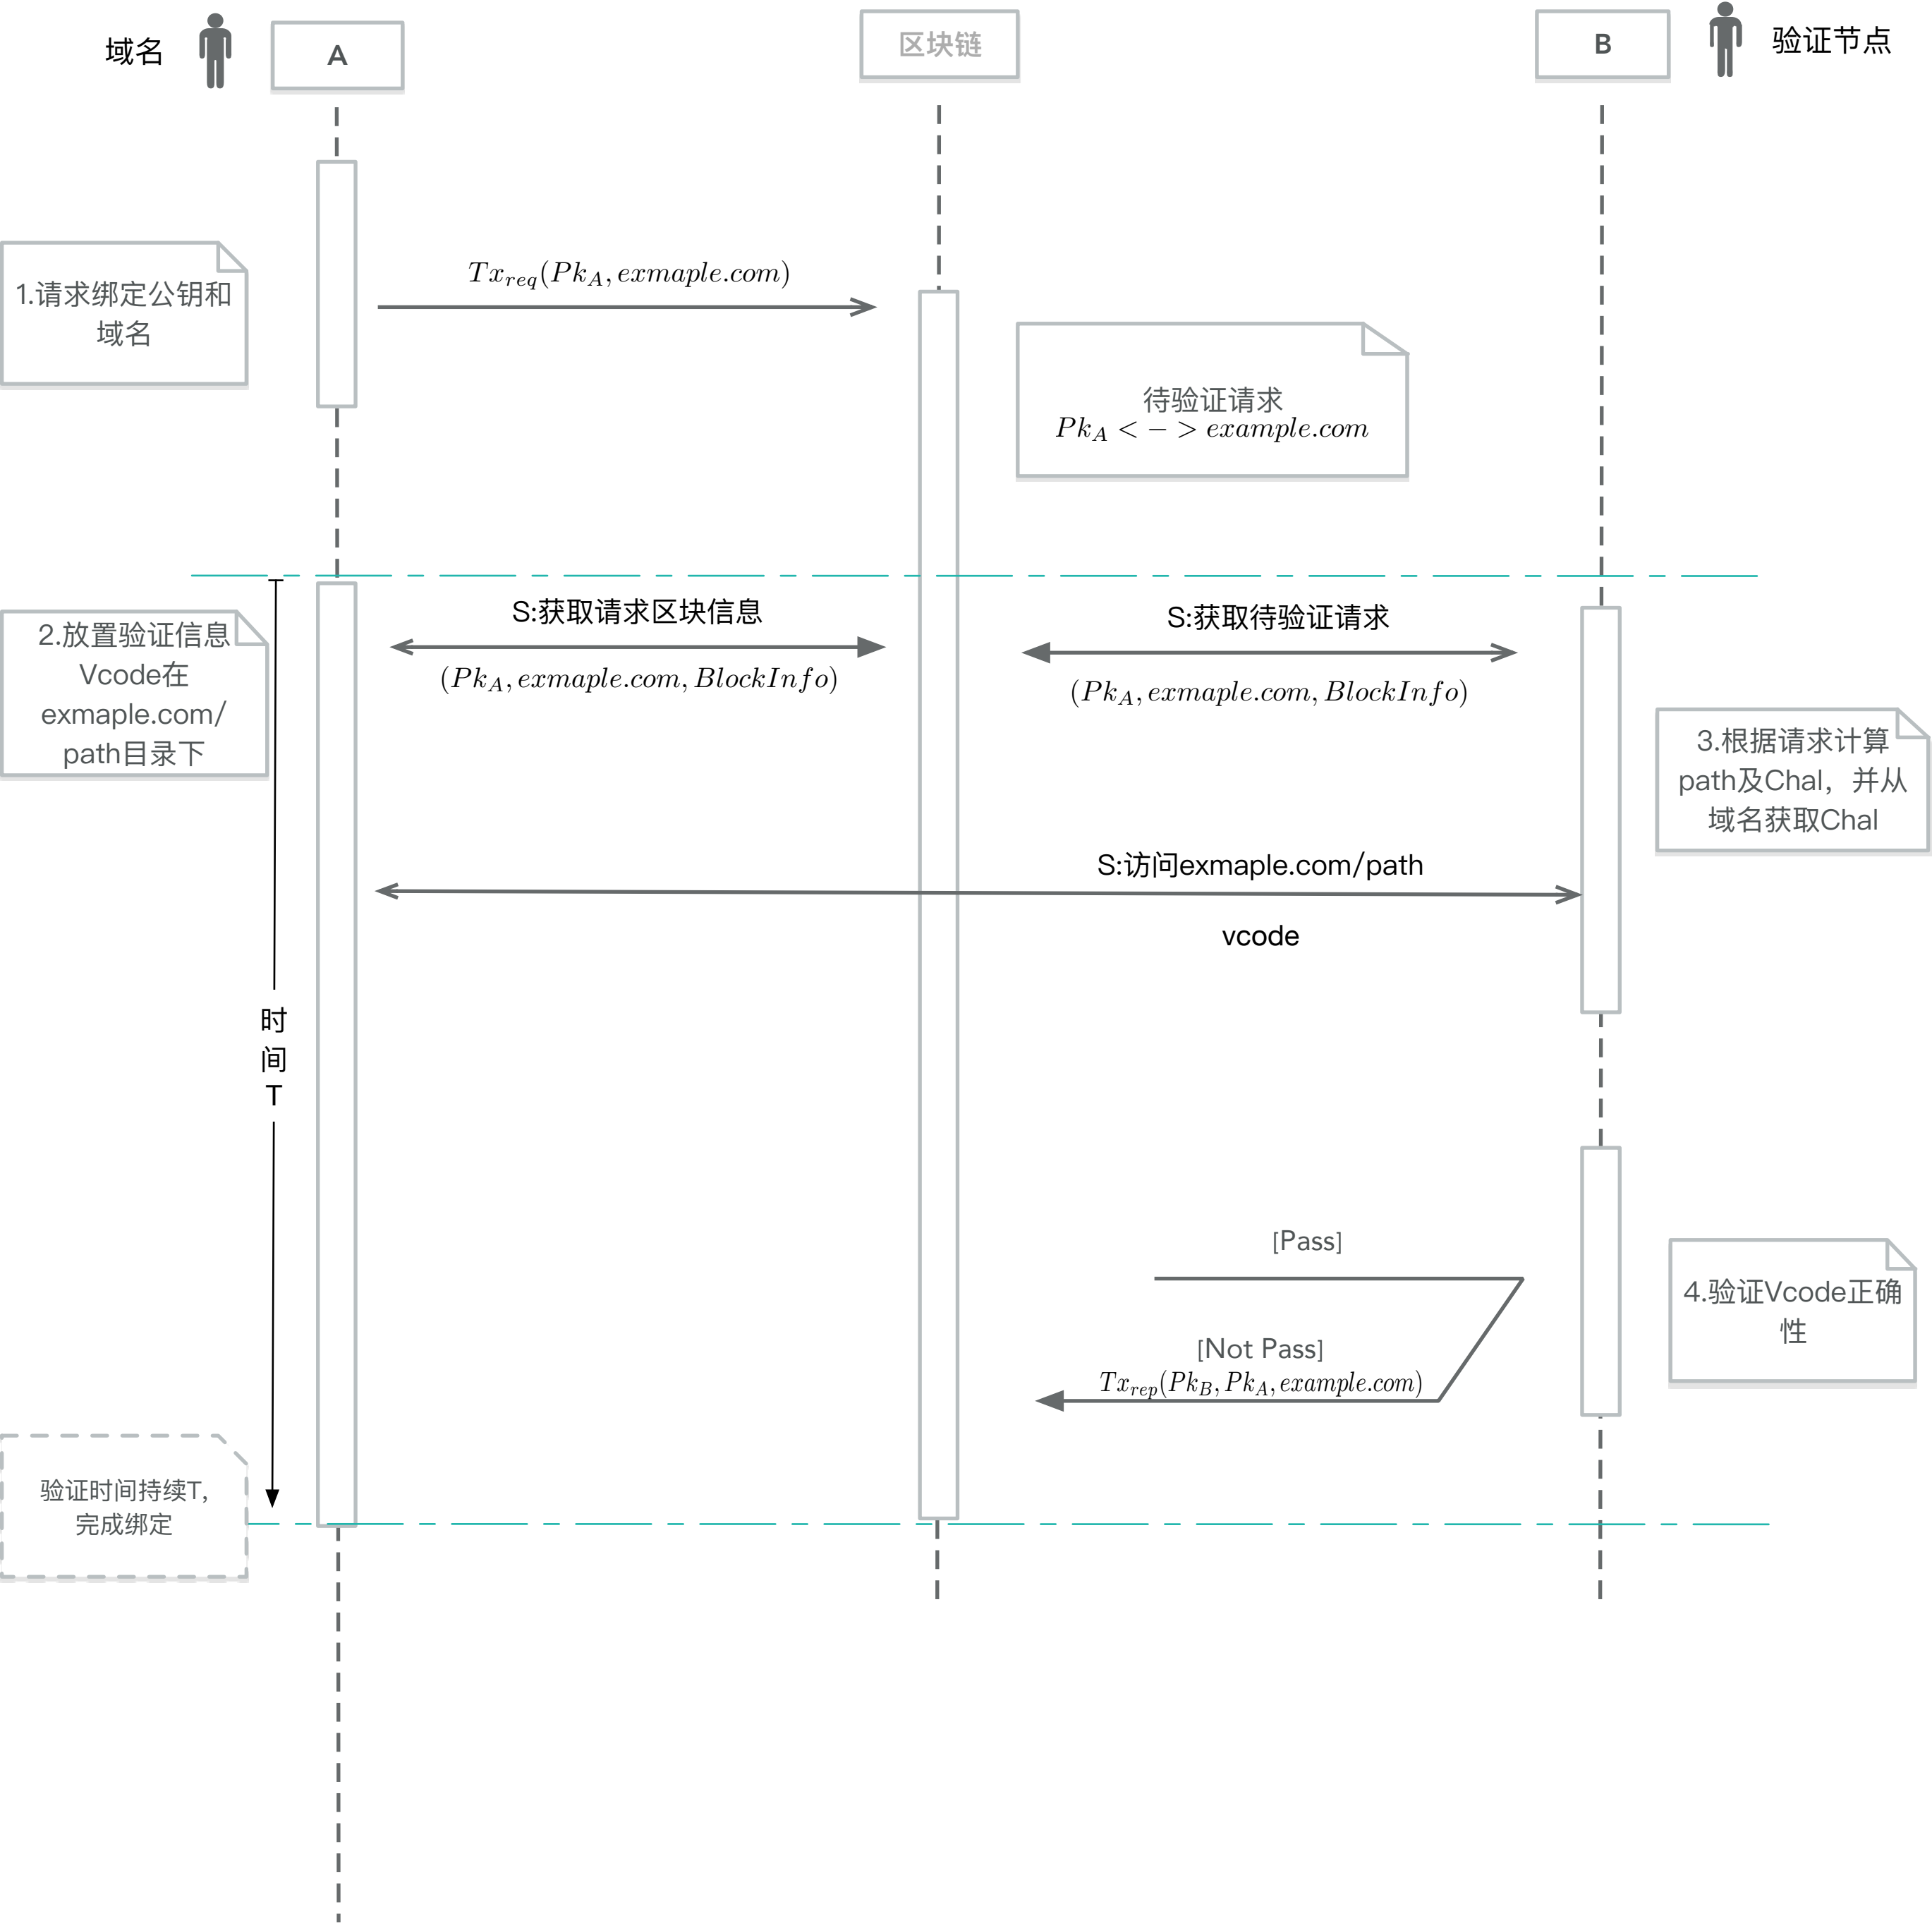 域名
A
区块链
B
验证节点
1.请求绑定公钥和
域名
Tx_{req}(Pk_A, exmaple.com)
待验证请求
Pk_A < - > example.com
2.放置验证信息
Vcode在
exmaple.com/
path目录下
S:获取请求区块信息
(Pk_A, exmaple.com, BlockInfo)
S:获取待验证请求
(Pk_A, exmaple.com, BlockInfo)
3.根据请求计算
path及Chal，并从
域名获取Chal
S:访问exmaple.com/path
vcode
时
间
T
[Pass]
[Not Pass]
Tx_{rep}(Pk_B, Pk_A, example.com)
4.验证Vcode正确
性
验证时间持续T,
完成绑定